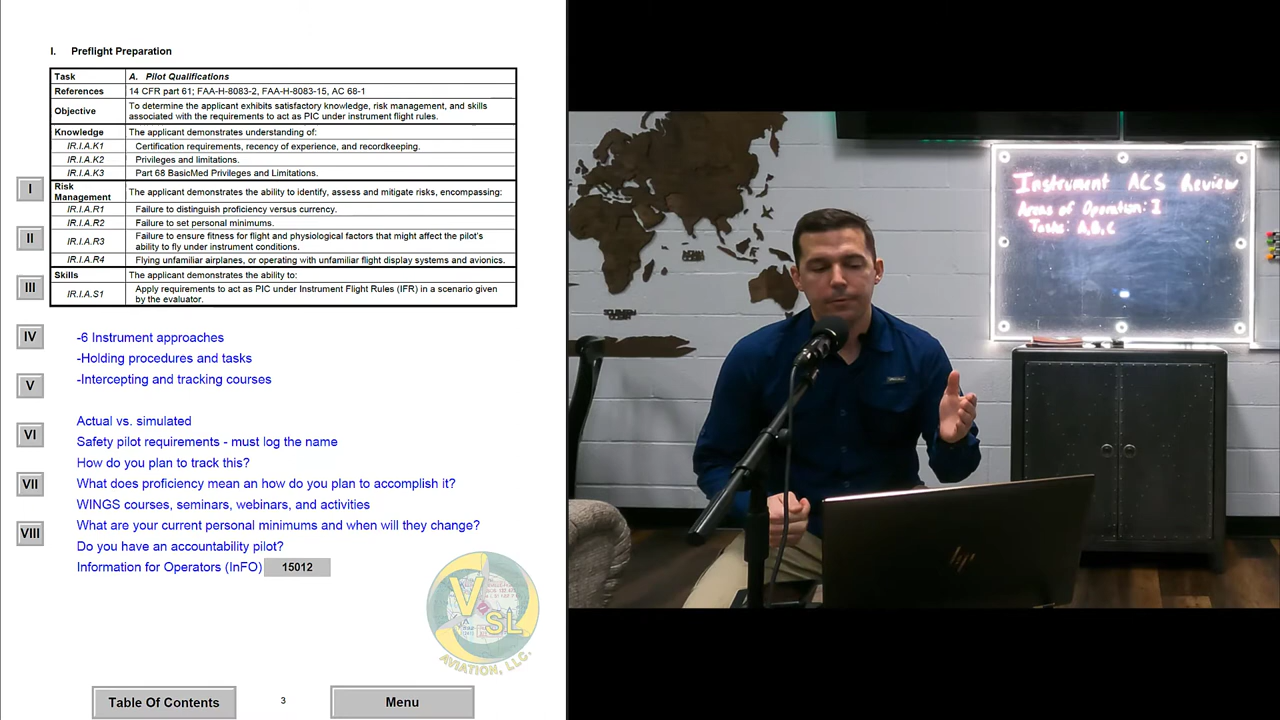 I. Preflight Preparation
Task A. Pilot Qualifications
References 14 CFR part 61; FAA-H-8083-2, FAA-H-8083-15, AC 68-1
Objective To determine the applicant exhibits satisfactory knowledge, risk management, and skills
associated with the requirements to act as PIC under instrument flight rules.
Knowledge The applicant demonstrates understanding of:
IR.I.A.K1 Certification requirements, recency of experience, and recordkeeping.
IR.I.A.K2 Privileges and limitations.
IR.I.A.K3 Part 68 BasicMed Privileges and Limitations.
Risk
Management The applicant demonstrates the ability to identify, assess and mitigate risks, encompassing:
IR.I.A.R1 Failure to distinguish proficiency versus currency.
IR.I.A.R2 Failure to set personal minimums.
IR.I.A.R3 Failure to ensure fitness for flight and physiological factors that might affect the pilot's
ability to fly under instrument conditions.
IR.I.A.R4 Flying unfamiliar airplanes, or operating with unfamiliar flight display systems and avionics.
Skills The applicant demonstrates the ability to:
IR.I.A.S1 Apply requirements to act as PIC under Instrument Flight Rules (IFR) in a scenario given
by the evaluator.
I
II
III
IV
V
VI
VII
VIII
-6 Instrument approaches
-Holding procedures and tasks
-Intercepting and tracking courses
Actual vs. simulated
Safety pilot requirements - must log the name
How do you plan to track this?
What does proficiency mean an how do you plan to accomplish it?
WINGS courses, seminars, webinars, and activities
What are your current personal minimums and when will they change?
Do you have an accountability pilot?
Information for Operators (InFO) 15012
V
SL
AVIATION, LLC.
Table Of Contents
3
Menu
Instrument ACS Review
Areas of Operation: I
Tasks: A, B, C
hp